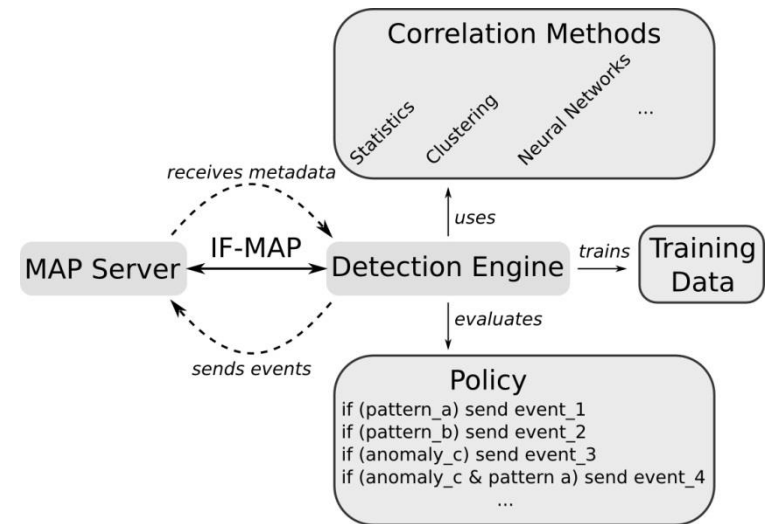 Correlation Methods
Statistics
Clustering
Neural Networks
...
receives metadata
uses
IF-MAP
MAP Server
Detection Engine
trains
Training
Data
sends events
evaluates
Policy
if (pattern_a) send event_1
if (pattern_b) send event_2
if (anomaly_c) send event_3
if (anomaly_c & pattern a) send event_4
...